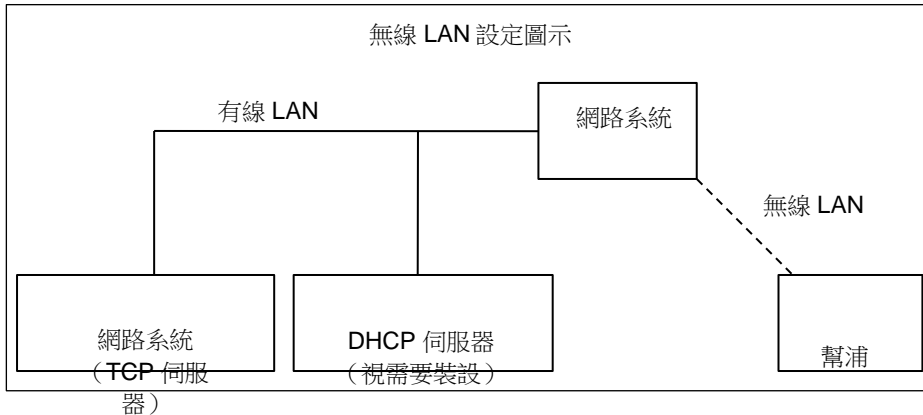 無線 LAN 設定圖示
有線 LAN
網路系統
無線 LAN
網路系統
（TCP 伺服
器）
DHCP 伺服器
（視需要裝設）
幫浦